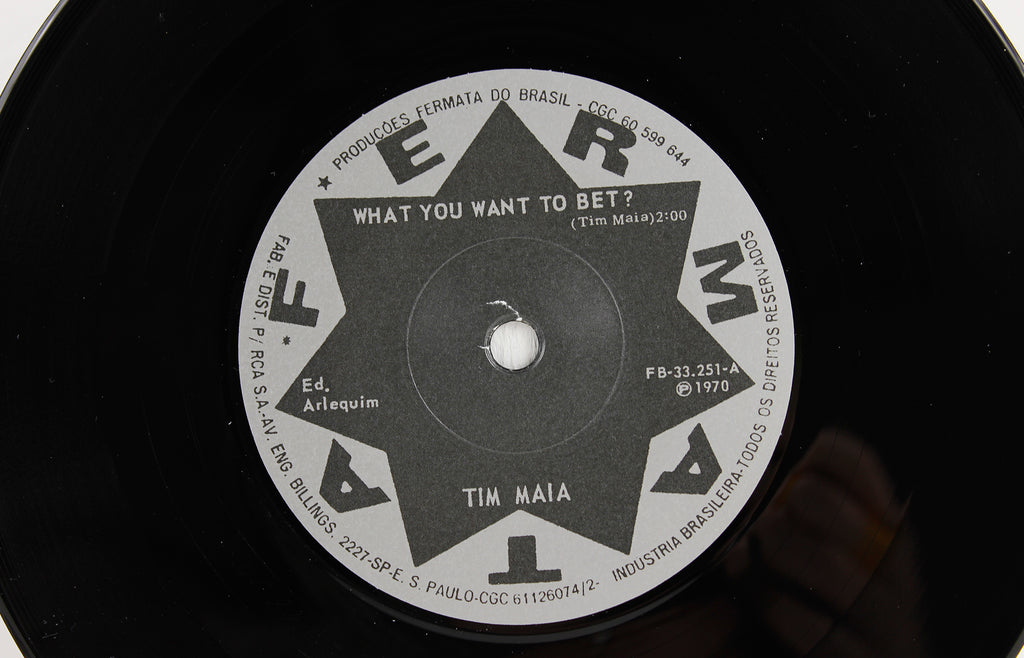 ★ PRODUÇÕES FERMATA DO BRASIL - CGC 60 599 644
FERMATA
WHAT YOU WANT TO BET?
(Tim Maia) 2:00
Ed.
Arlequim
FB-33.251-A
Ⓟ 1970
TIM MAIA
* FAB. E DIST. P/ RCA S.A.-AV. ENG. BILLINGS, 2227-SP-E. S. PAULO-CGC 61126074/2- INDUSTRIA BRASILEIRA-TODOS OS DIREITOS RESERVADOS